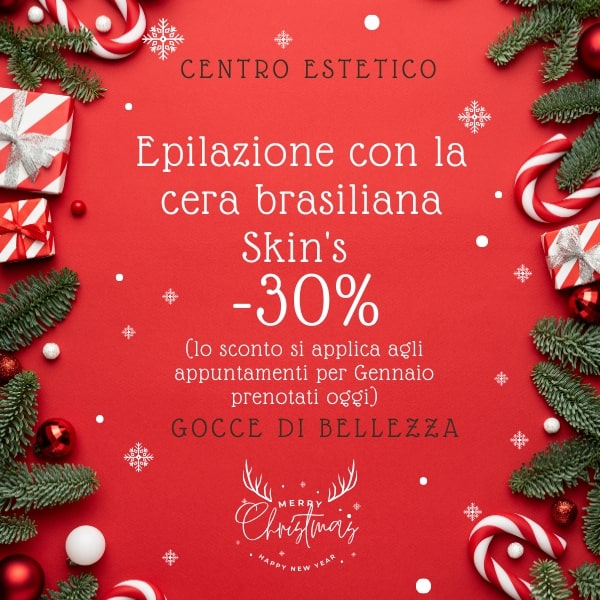 CENTRO ESTETICO
Epilazione con la
cera brasiliana
Skin's
-30%
(lo sconto si applica agli
appuntamenti per Gennaio
prenotati oggi)
GOCCE DI BELLEZZA
MERRY
Christmas
HAPPY NEW YEAR